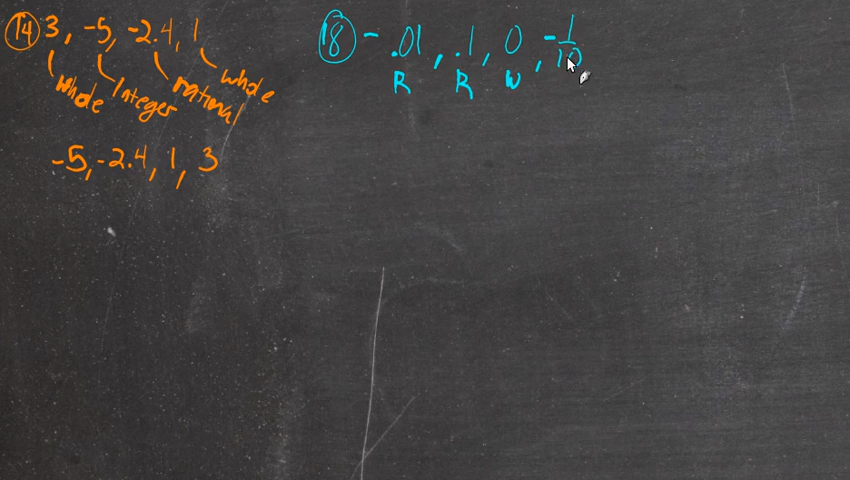 14 3, -5, -2.4, 1
whole Integer rational whole
-5, -2.4, 1, 3
18 - .01, .1, 0, -1/10
R R W